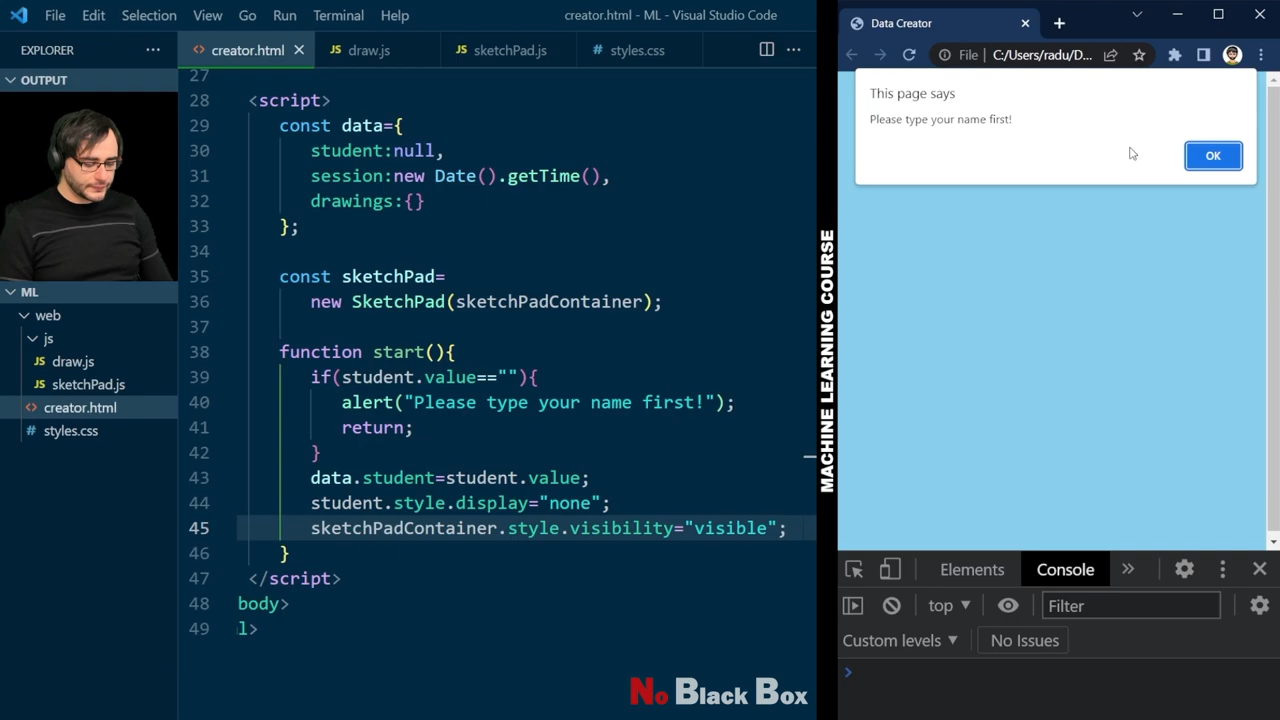 File Edit Selection View Go Run Terminal Help
creator.html - ML - Visual Studio Code
EXPLORER
OUTPUT
ML
web
js
JS draw.js
JS sketchPad.js
<> creator.html
# styles.css
<> creator.html
JS draw.js
JS sketchPad.js
# styles.css
27
28 <script>
29 const data={
30 student:null,
31 session:new Date().getTime(),
32 drawings:{}
33 };
34
35 const sketchPad=
36 new SketchPad(sketchPadContainer);
37
38 function start(){
39 if(student.value==""){
40 alert("Please type your name first!");
41 return;
42 }
43 data.student=student.value;
44 student.style.display="none";
45 sketchPadContainer.style.visibility="visible";
46 }
47 </script>
48 body>
49 l>
No Black Box
MACHINE LEARNING COURSE
Data Creator
File C:/Users/radu/D...
This page says
Please type your name first!
OK
Elements Console
top Filter
Custom levels No Issues